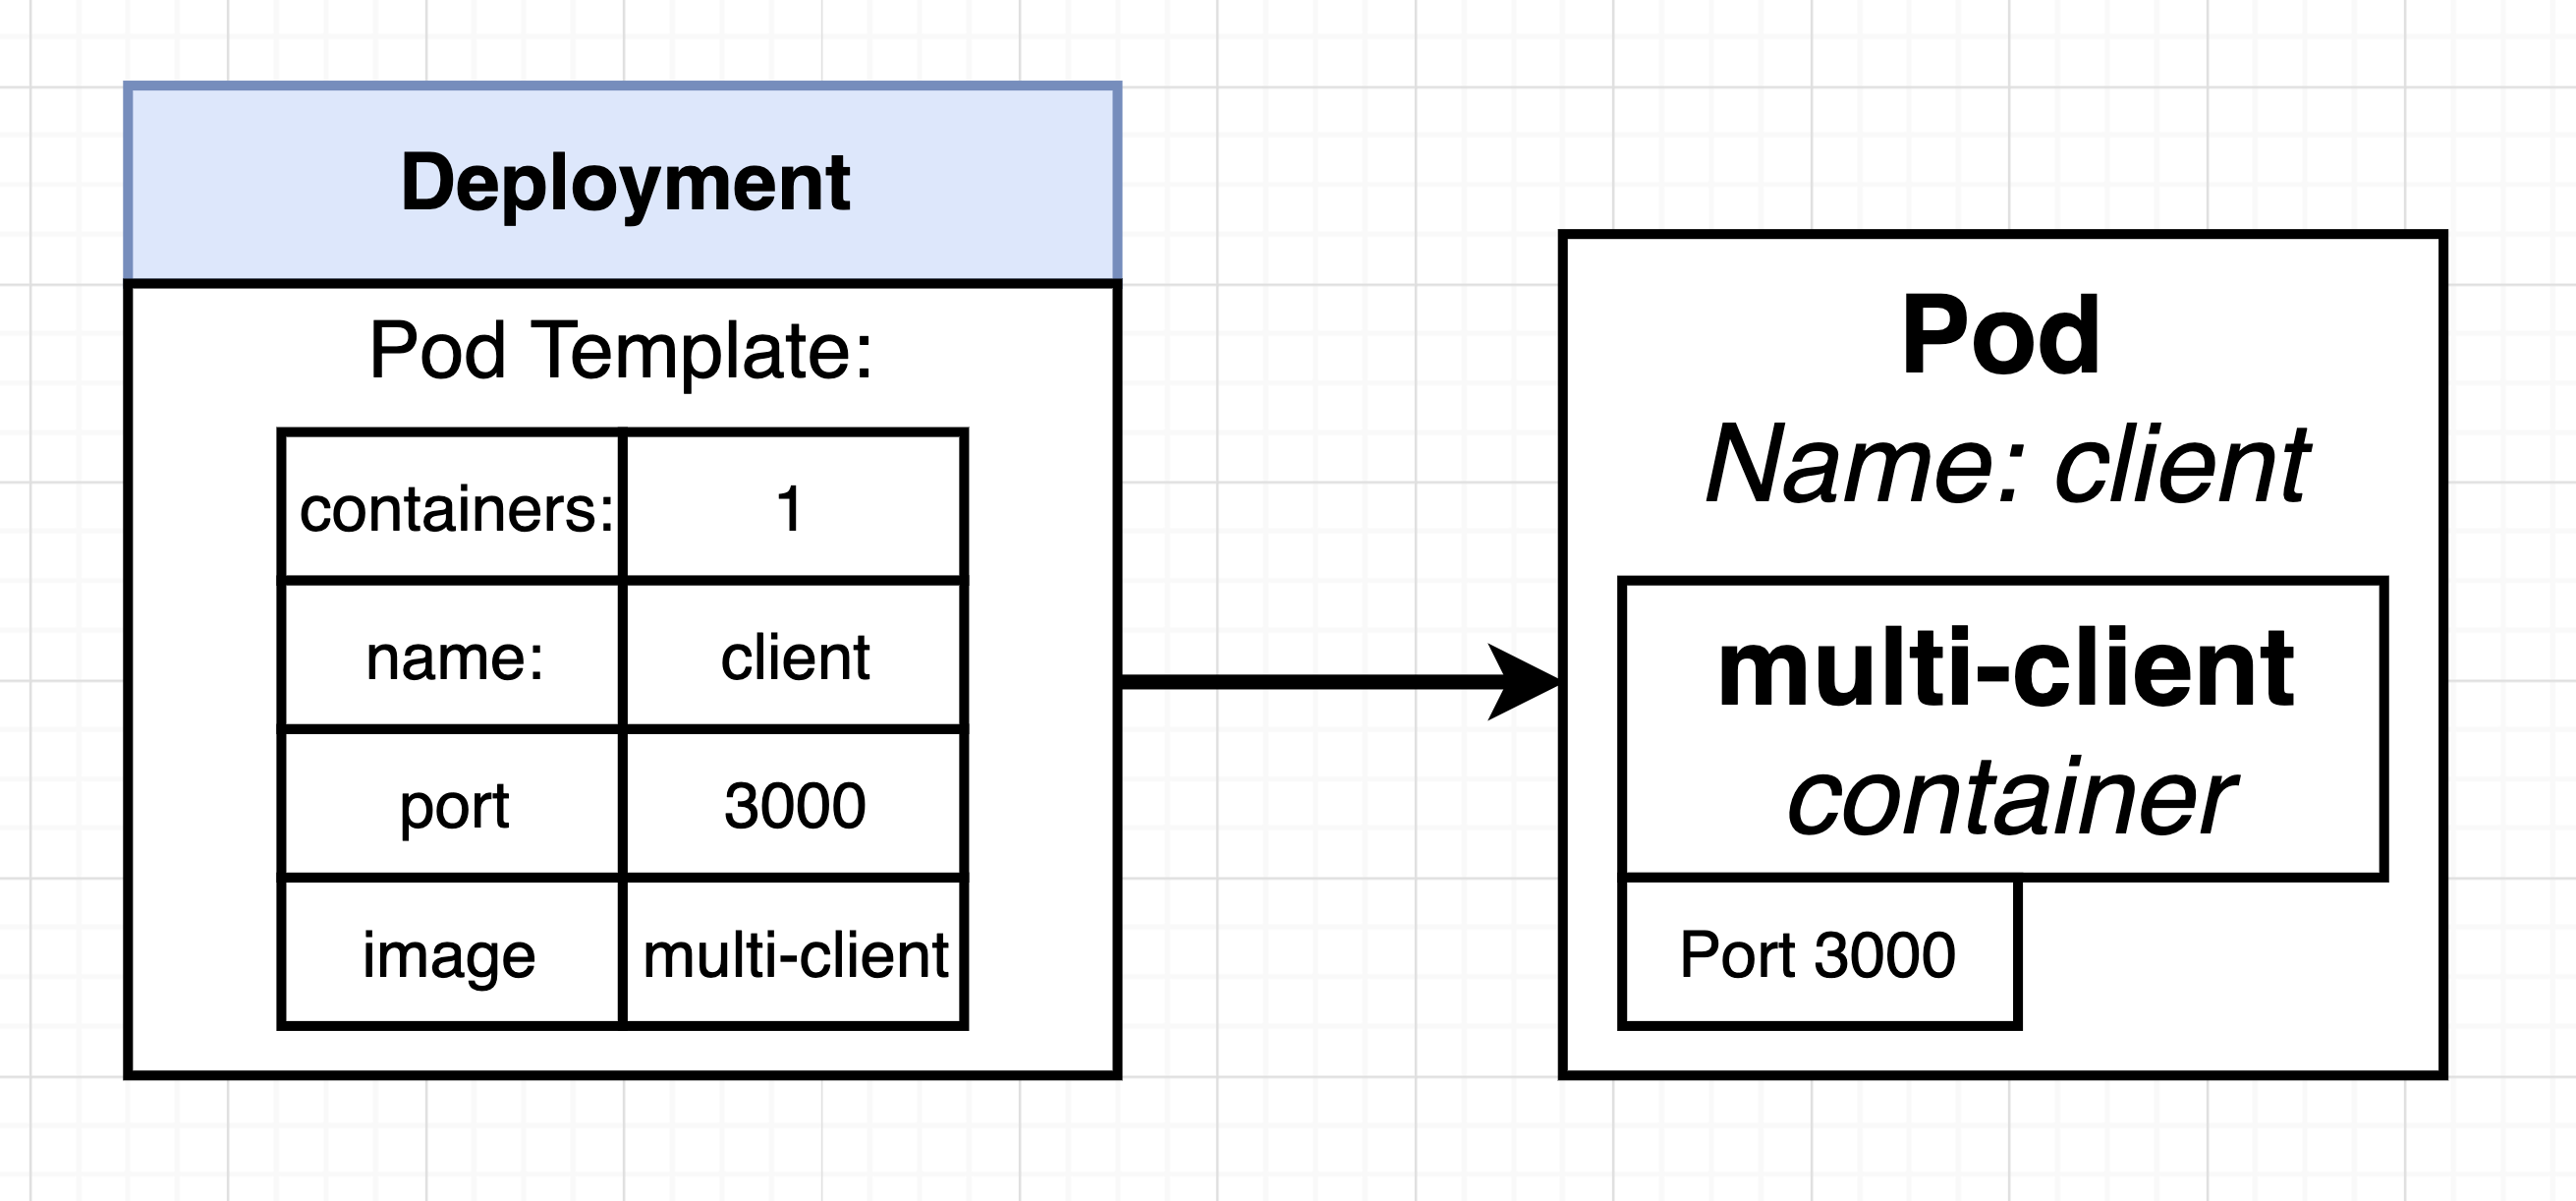 Deployment
Pod Template:
containers: 1
name: client
port 3000
image multi-client
Pod
Name: client
multi-client
container
Port 3000